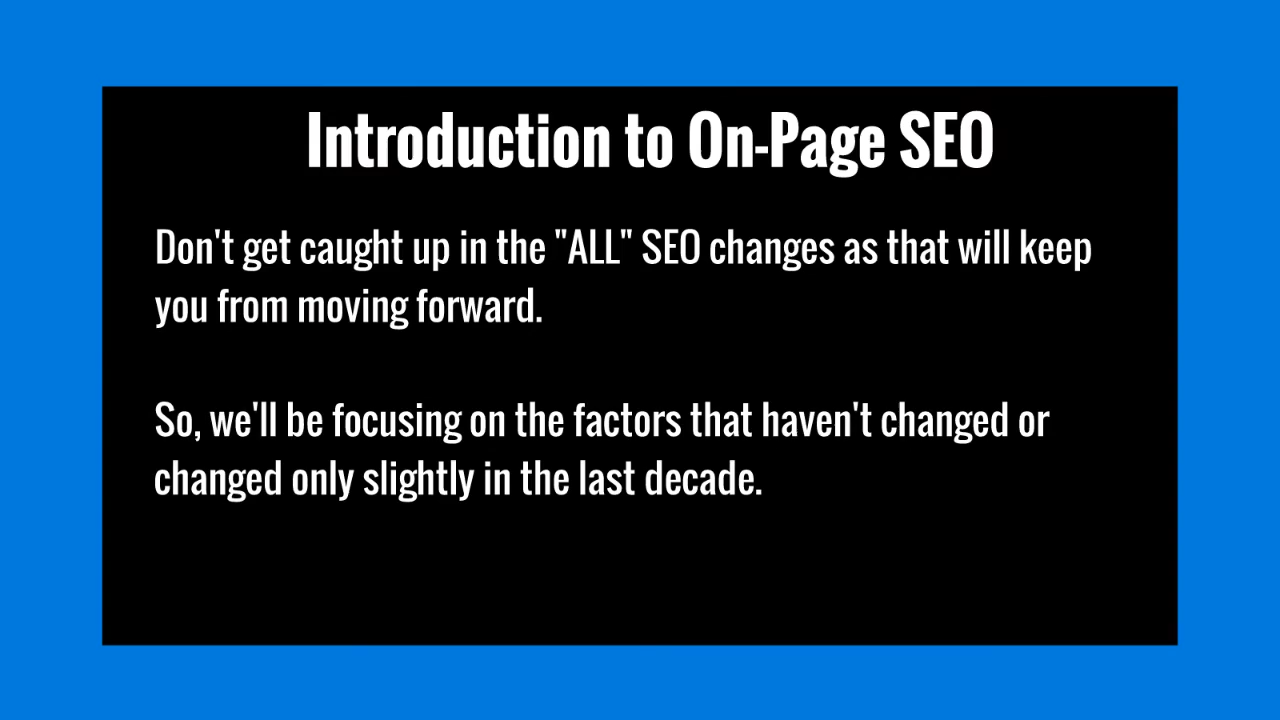 Introduction to On-Page SEO
Don't get caught up in the "ALL" SEO changes as that will keep
you from moving forward.
So, we'll be focusing on the factors that haven't changed or
changed only slightly in the last decade.